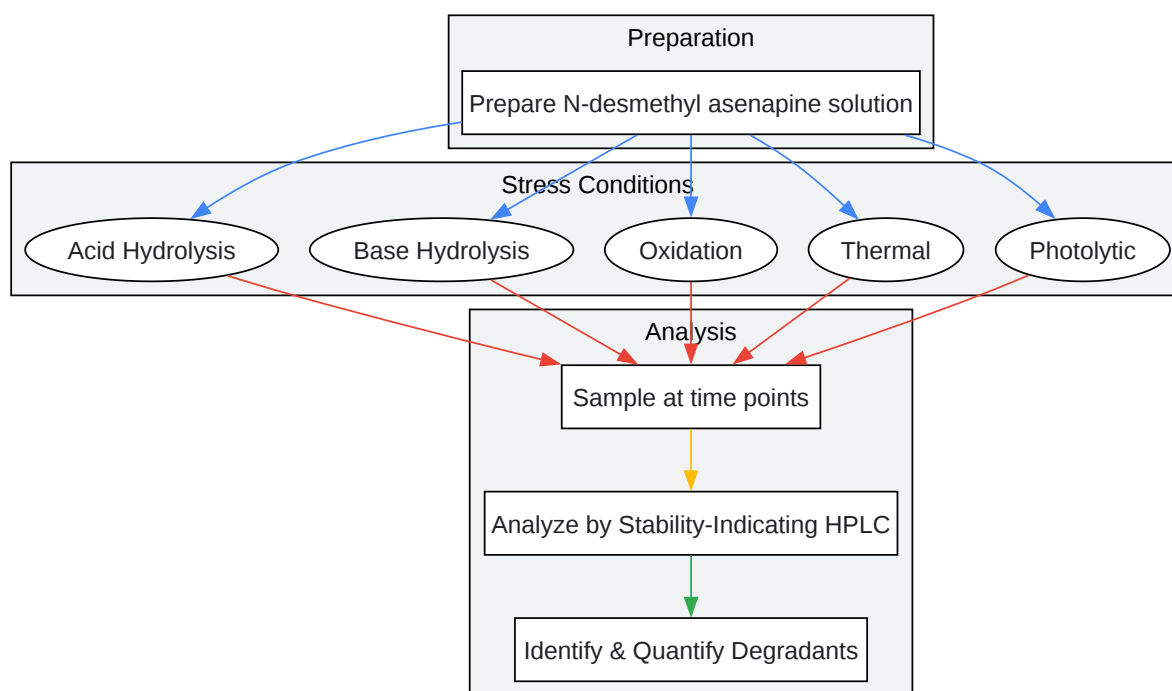 Preparation
Prepare N-desmethyl asenapine solution
Stress Conditions
Acid Hydrolysis
Base Hydrolysis
Oxidation
Thermal
Photolytic
Analysis
Sample at time points
Analyze by Stability-Indicating HPLC
Identify & Quantify Degradants